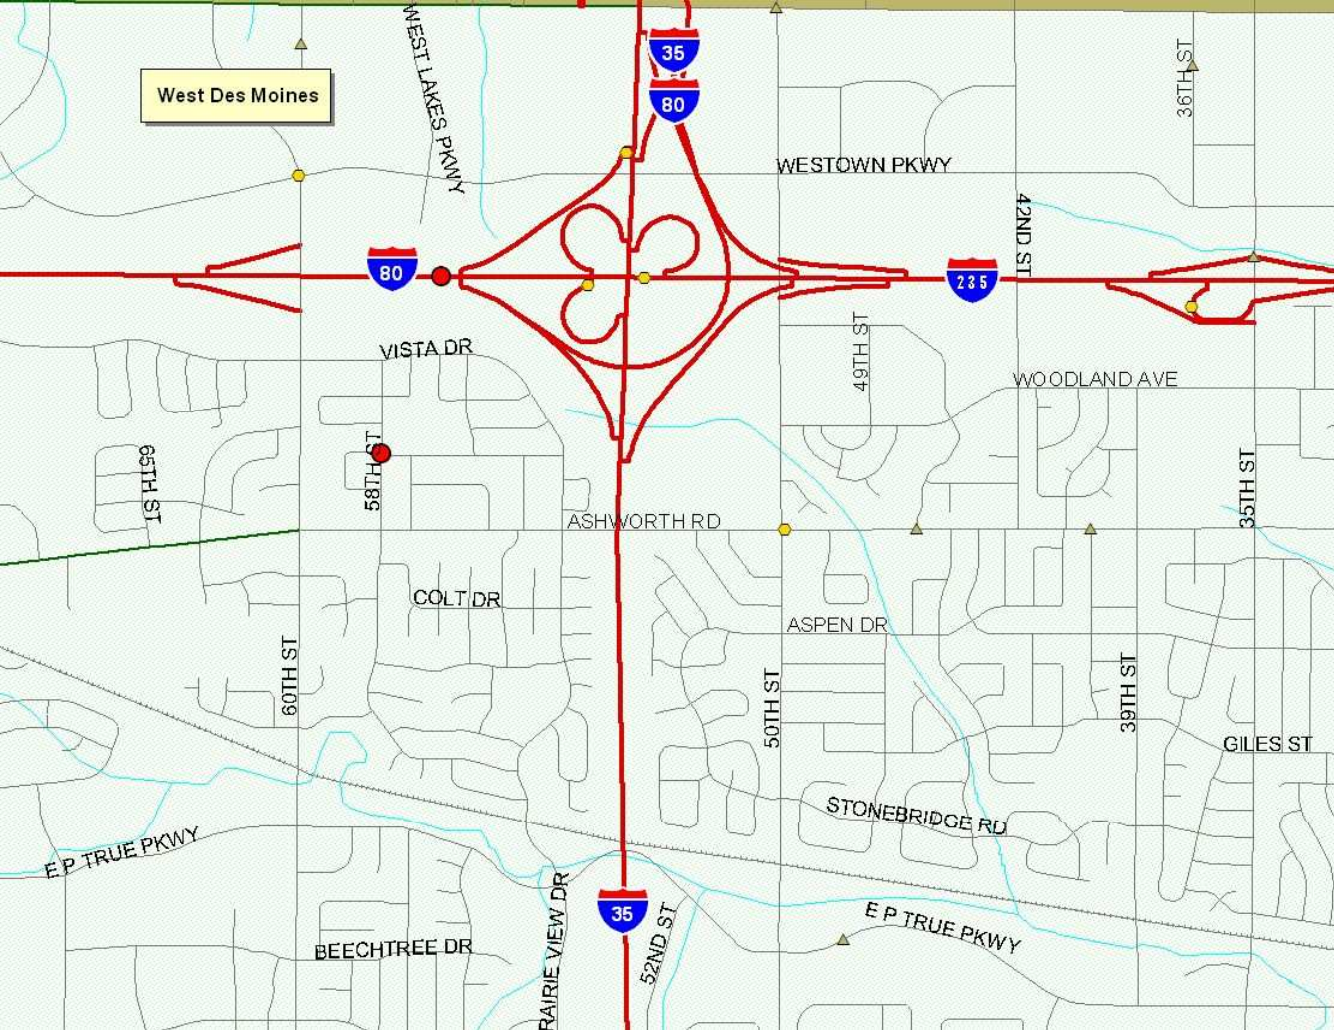 35
80
West Des Moines
WEST LAKES PKWY
36TH ST
WESTOWN PKWY
42ND ST
80
235
VISTA DR
49TH ST
WOODLAND AVE
65TH ST
58TH ST
35TH ST
ASHWORTH RD
COLT DR
ASPEN DR
60TH ST
50TH ST
39TH ST
GILES ST
STONEBRIDGE RD
E P TRUE PKWY
35
E P TRUE PKWY
BEECHTREE DR
RAIRIE VIEW DR
52ND ST